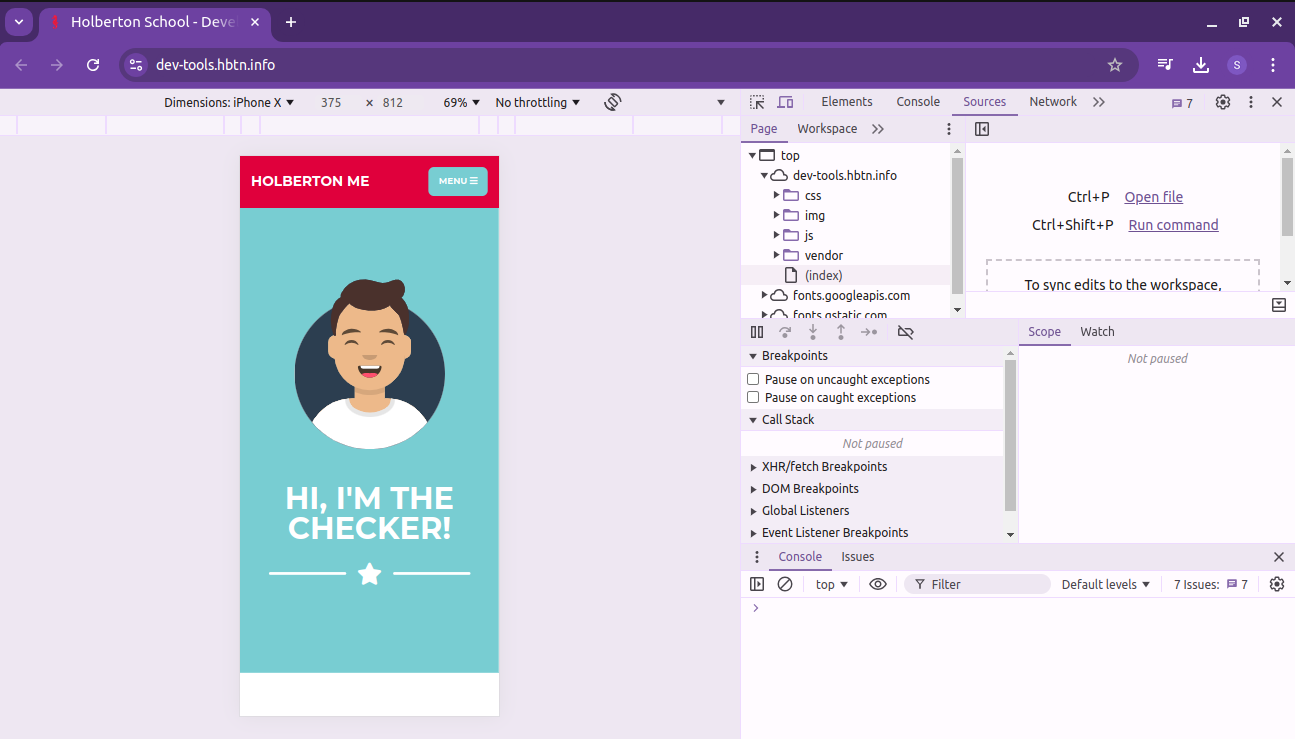 Holberton School - Deve
dev-tools.hbtn.info
S
Dimensions: iPhone X 375 × 812 69% No throttling
Elements Console Sources Network 7
Page Workspace
top
dev-tools.hbtn.info
css
img
js
vendor
(index)
fonts.googleapis.com
fonts.gstatic.com
Ctrl+P Open file
Ctrl+Shift+P Run command
To sync edits to the workspace,
HOLBERTON ME
MENU
HI, I'M THE
CHECKER!
Scope Watch
Not paused
Breakpoints
Pause on uncaught exceptions
Pause on caught exceptions
Call Stack
Not paused
XHR/fetch Breakpoints
DOM Breakpoints
Global Listeners
Event Listener Breakpoints
Console Issues
top Filter Default levels 7 Issues: 7